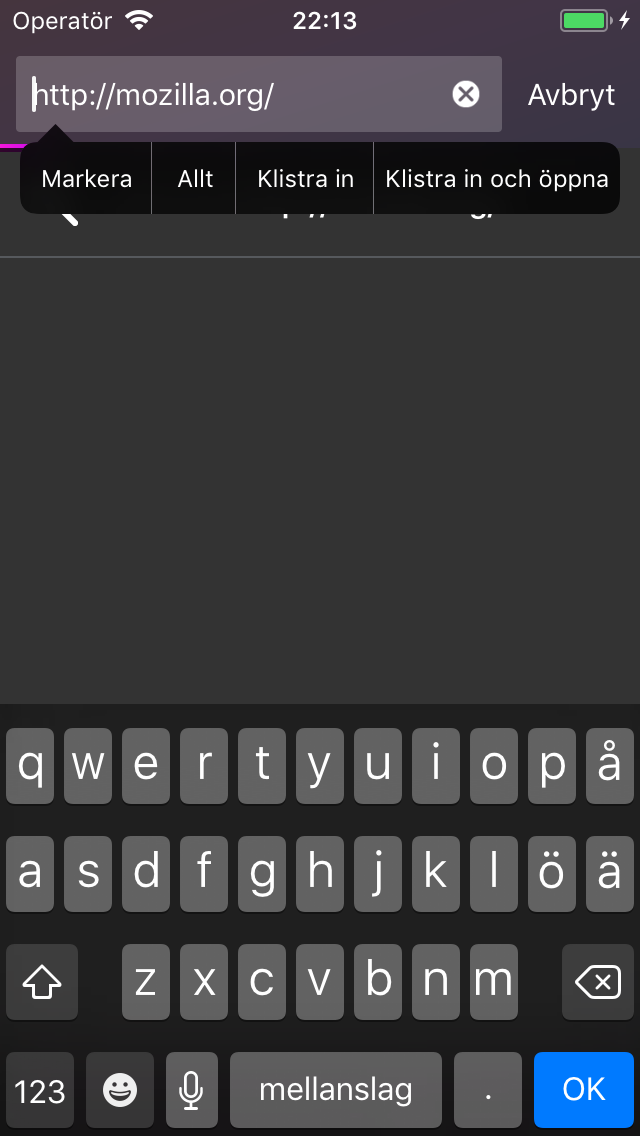 Operatör 22:13
http://mozilla.org/ Avbryt
Markera Allt Klistra in Klistra in och öppna
q w e r t y u i o p å
a s d f g h j k l ö ä
z x c v b n m
123 mellanslag . OK